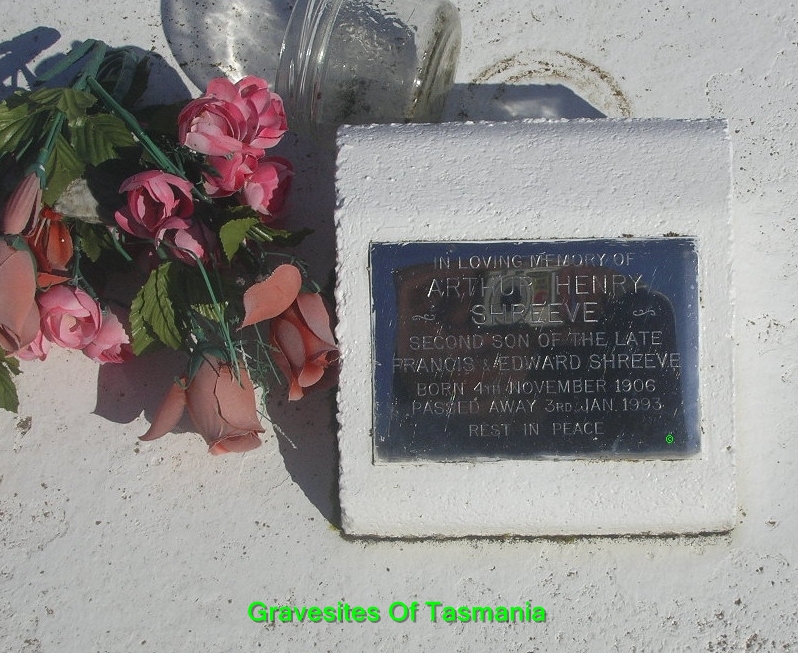 IN LOVING MEMORY OF
ARTHUR HENRY
SHREEVE
SECOND SON OF THE LATE
FRANCIS & EDWARD SHREEVE
BORN 4TH NOVEMBER 1906
PASSED AWAY 3RD JAN. 1993
REST IN PEACE
©
Gravesites Of Tasmania